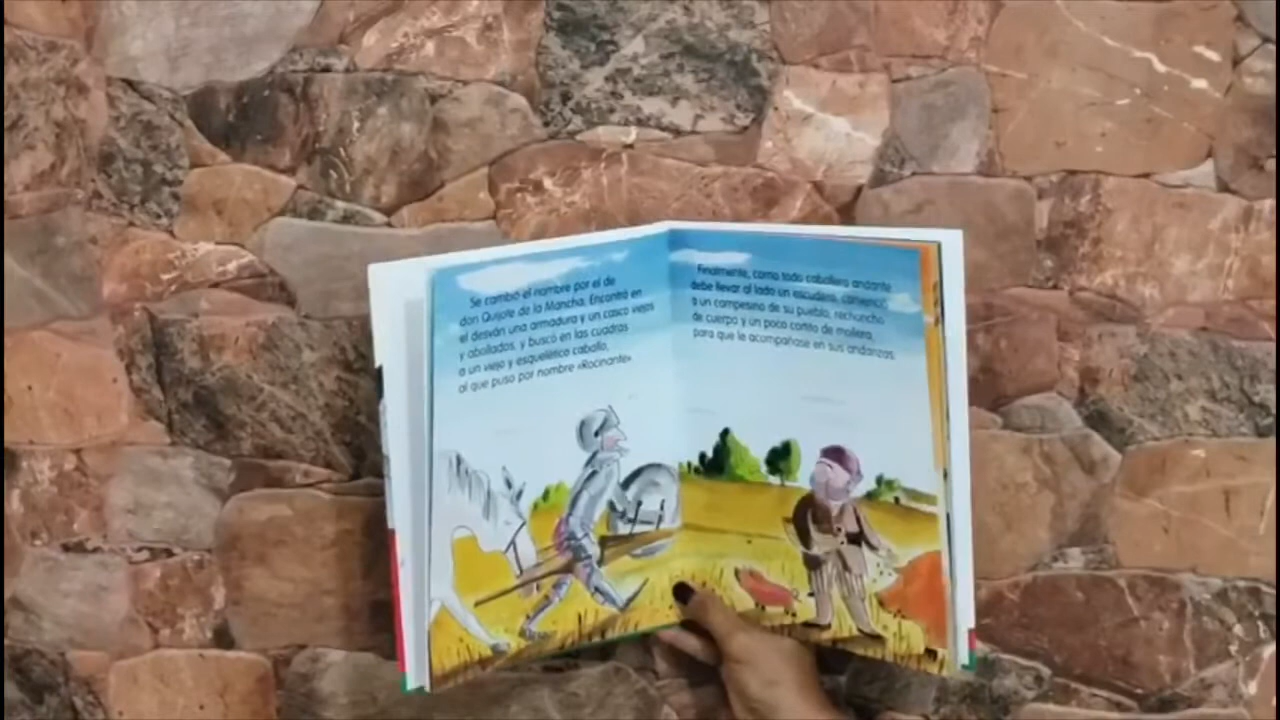 Se cambió el nombre por el de
don Quijote de la Mancha. Encontró en
el desván una armadura y un casco viejos
y abollados, y buscó en las cuadras
a un viejo y esquelético caballo,
al que puso por nombre «Rocinante».
Finalmente, como todo caballero andante
debe llevar al lado un escudero, convenció
a un campesino de su pueblo, rechoncho
de cuerpo y un poco cortito de mollera,
para que le acompañase en sus andanzas.